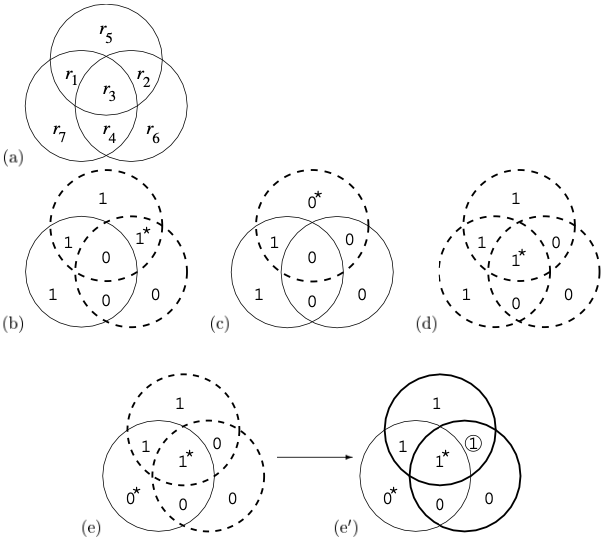 r5
r1 r2
r3
r7 r4 r6
(a)
1 0* 1
1 1* 1 0 1 0
0 0 1*
1 0 0 1 0 0 1 0 0
(b) (c) (d)
1 1
1 0 1 ①
1* 1*
0* 0 0 0* 0 0
(e) (e′)